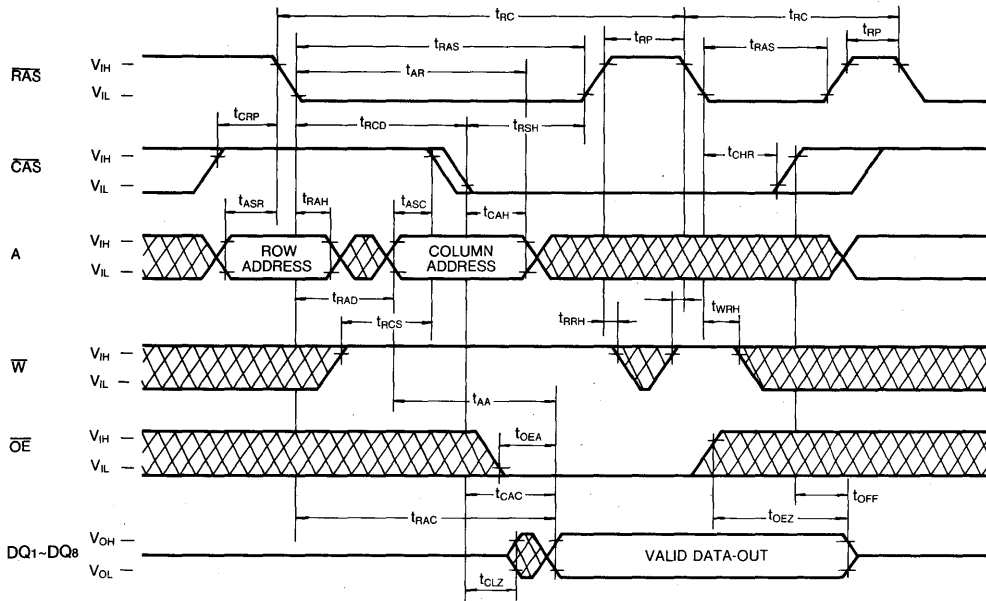 tRC tRC
tRAS tRP tRAS tRP
RAS VIH
VIL
tAR
tCRP tRCD tRSH
CAS VIH
VIL
tCHR
tASR tRAH tASC tCAH
A VIH
VIL
ROW
ADDRESS
COLUMN
ADDRESS
tRAD
tRCS tRRH tWRH
W VIH
VIL
tAA
OE VIH
VIL
tOEA
tCAC tOFF
tRAC tOEZ
DQ1~DQ8 VOH
VOL
VALID DATA-OUT
tCLZ